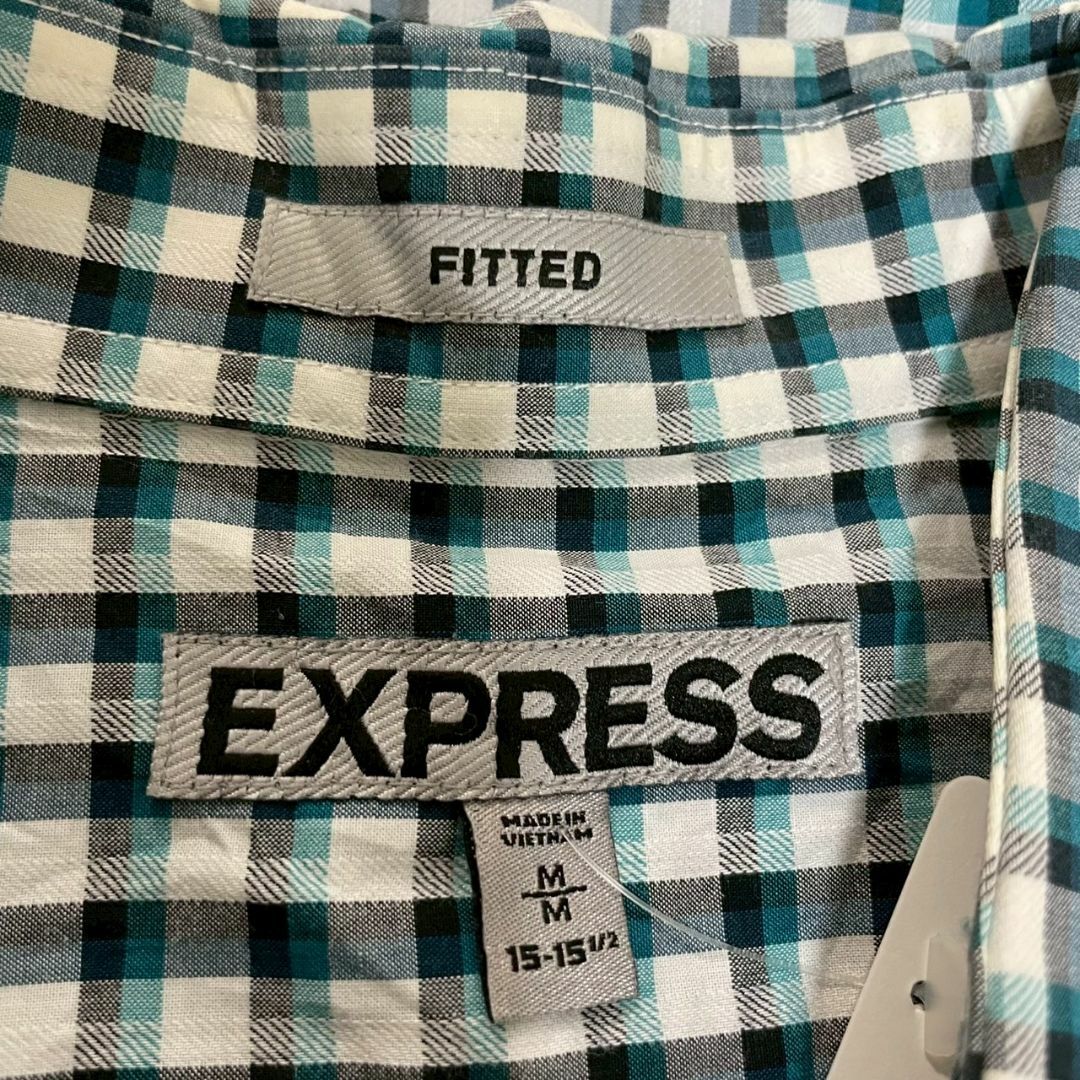 FITTED
EXPRESS
MADE IN
VIETNAM
M
M
15-15 1/2